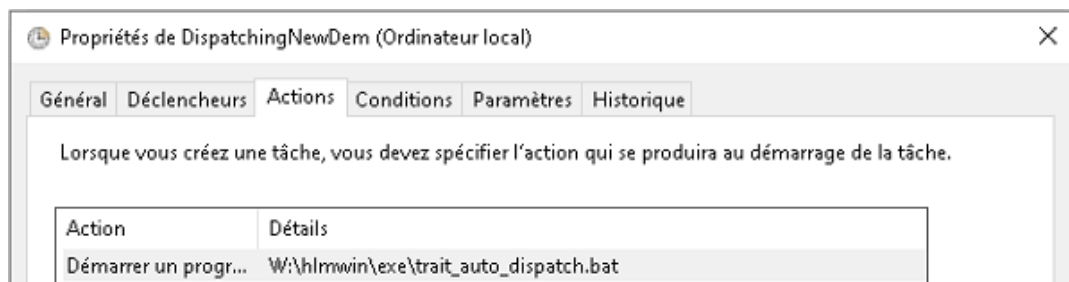 Propriétés de DispatchingNewDem (Ordinateur local)
Général Déclencheurs Actions Conditions Paramètres Historique
Lorsque vous créez une tâche, vous devez spécifier l'action qui se produira au démarrage de la tâche.
Action Détails
Démarrer un progr... W:\hlmwin\exe\trait_auto_dispatch.bat